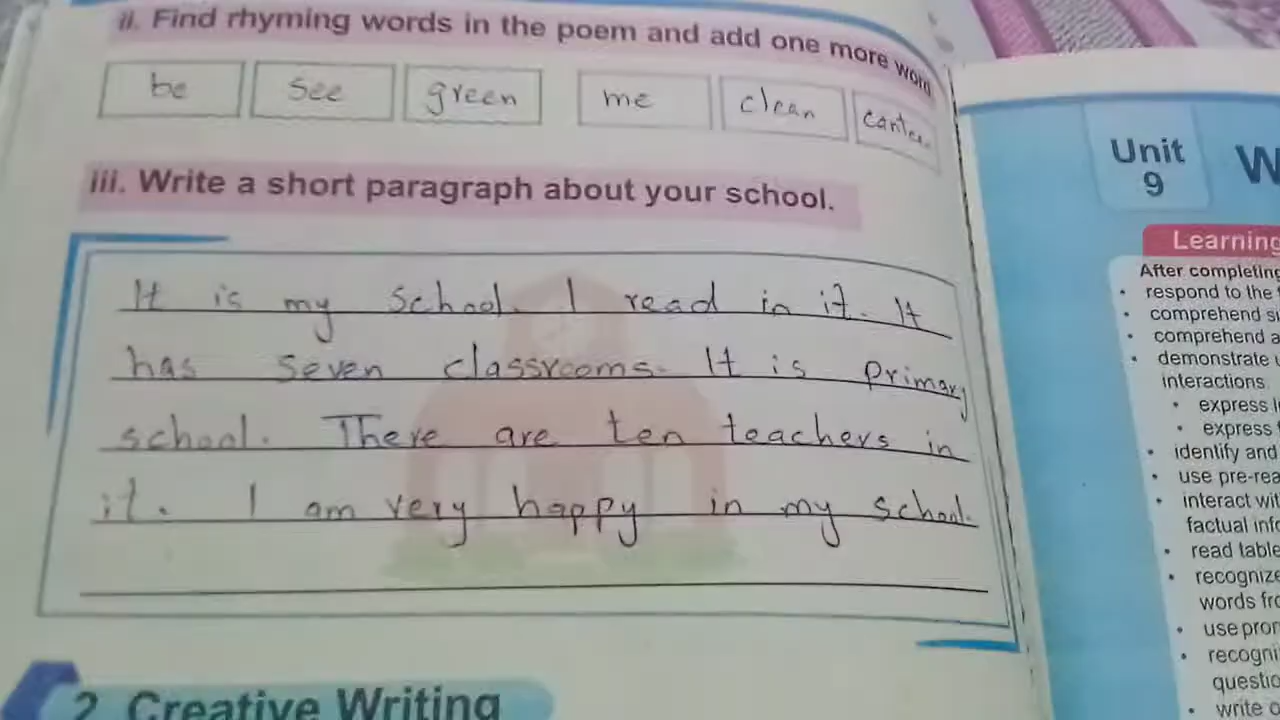 ii. Find rhyming words in the poem and add one more word
be see green me clean canteen
iii. Write a short paragraph about your school.
It is my school. I read in it. It
has seven classrooms. It is primary
school. There are ten teachers in
it. I am very happy in my school.
2. Creative Writing
Unit
9
W
Learning
After completing
• respond to the
• comprehend
• comprehend a
• demonstrate
interactions.
• express
• express
• identify and
• use pre-rea
• interact wit
factual info
• read table
• recognize
words fro
• use pron
• recogni
questio
• write